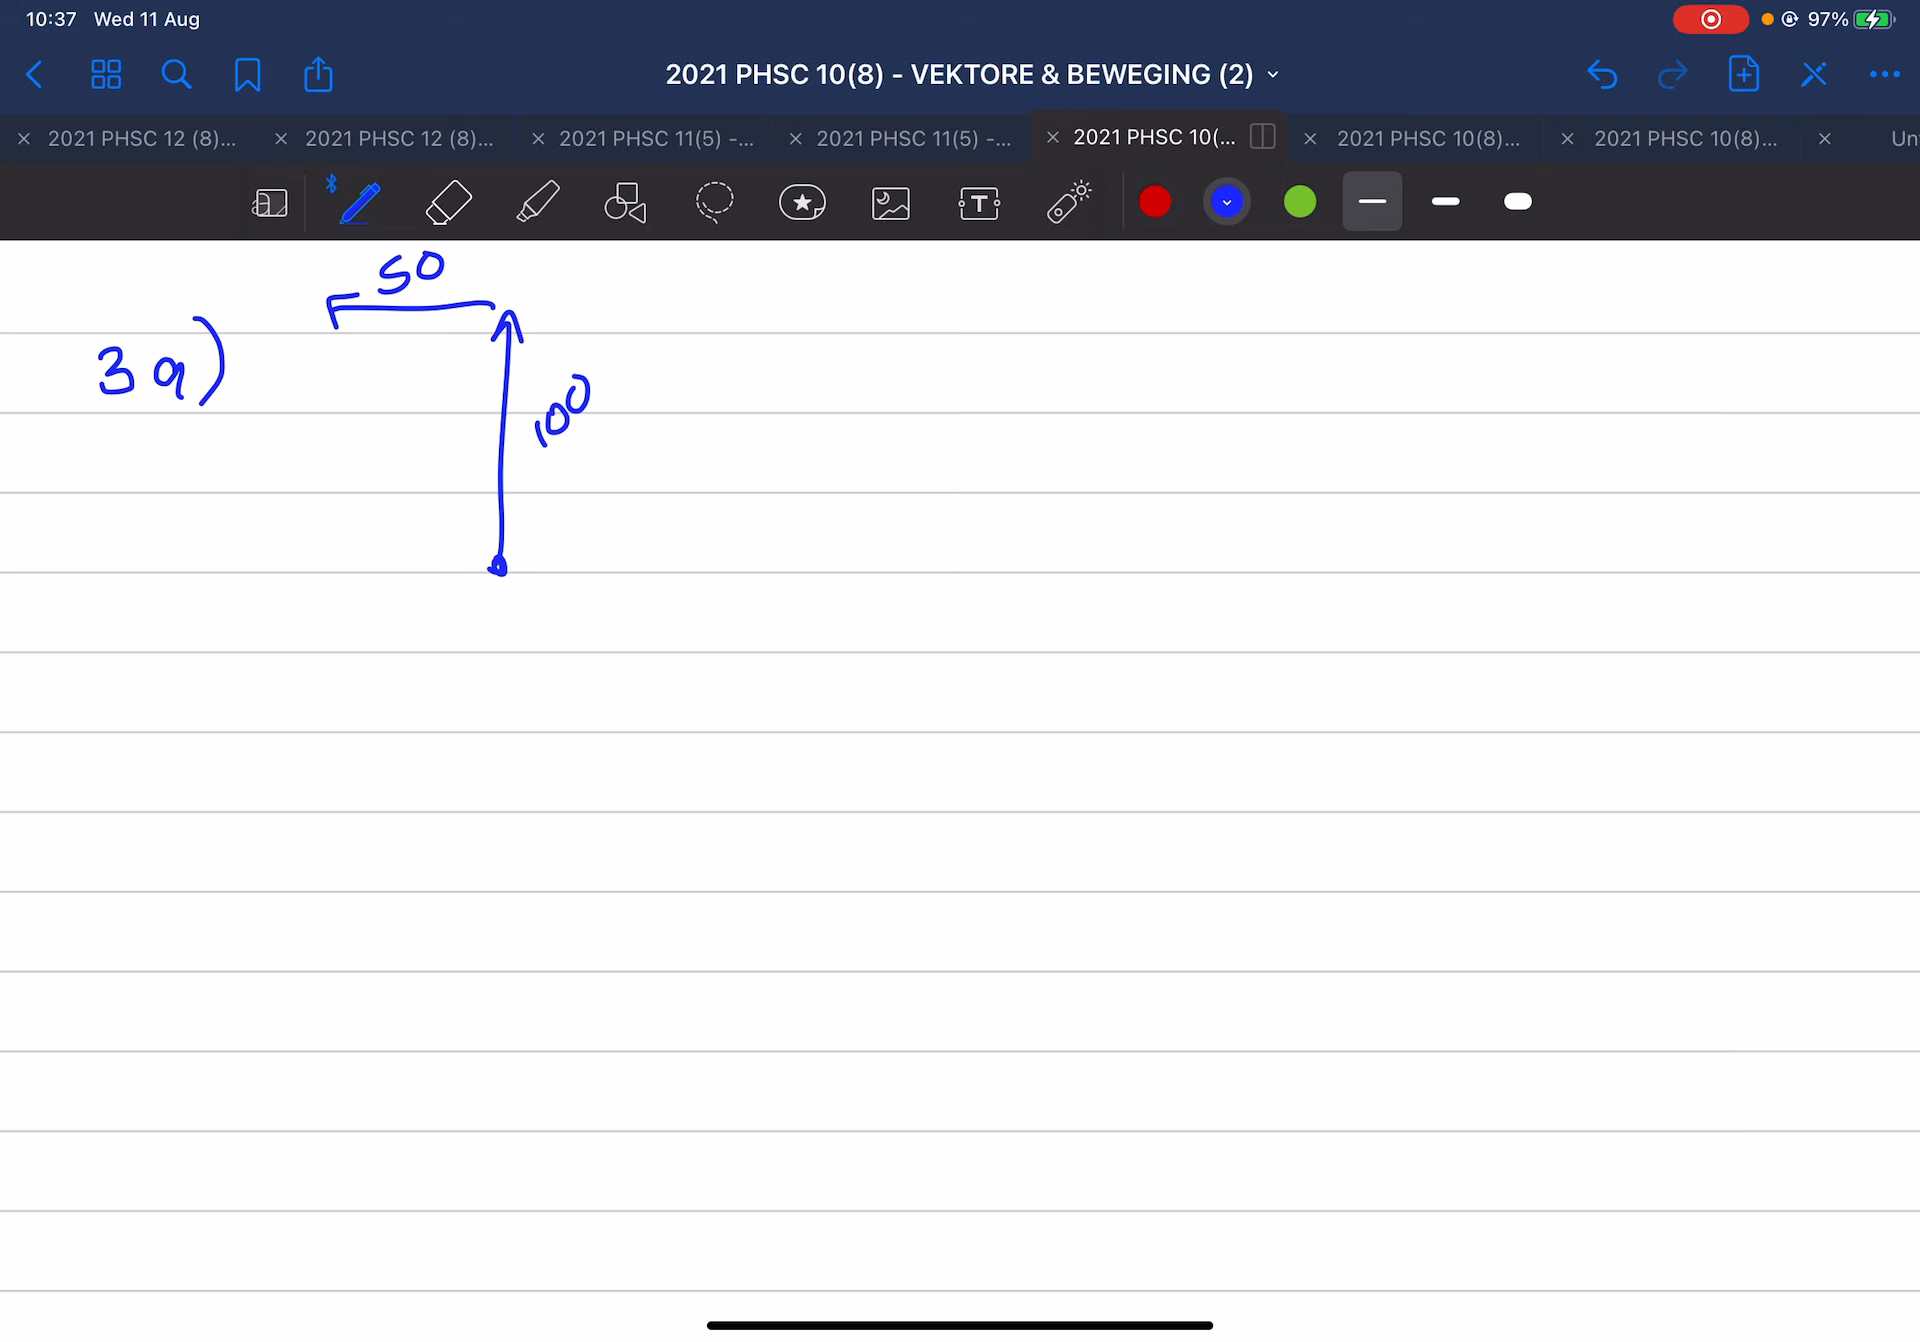 10:37 Wed 11 Aug
97%
2021 PHSC 10(8) - VEKTORE & BEWEGING (2)
2021 PHSC 12 (8)... 2021 PHSC 12 (8)... 2021 PHSC 11(5) -... 2021 PHSC 11(5) -... 2021 PHSC 10(... 2021 PHSC 10(8)... 2021 PHSC 10(8)... Un
T
50
3a)
100